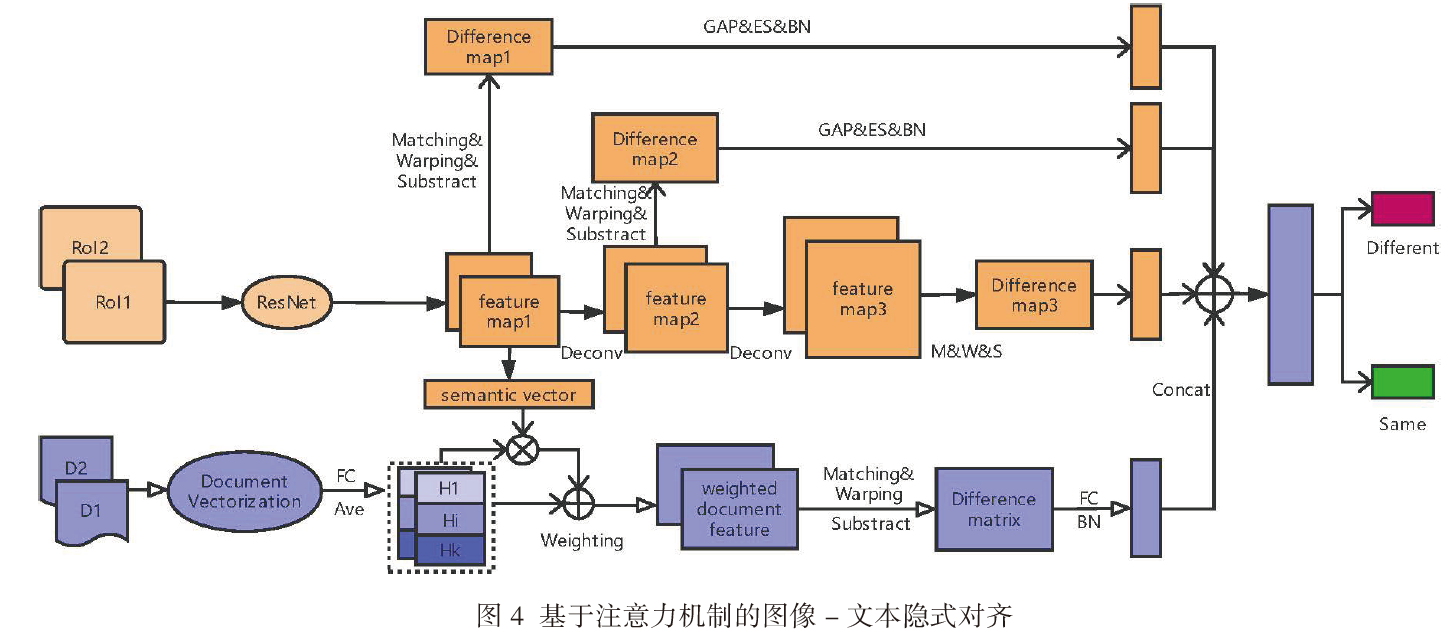 Difference
map1
GAP&ES&BN
Matching&
Warping&
Substract
Difference
map2
GAP&ES&BN
Matching&
Warping&
Substract
RoI2
RoI1
ResNet
feature
map1
Deconv
feature
map2
Deconv
feature
map3
M&W&S
Difference
map3
Different
Same
Concat
semantic vector
D2
D1
Document
Vectorization
FC
Ave
H1
Hi
Hk
Weighting
weighted
document
feature
Matching&
Warping
Substract
Difference
matrix
FC
BN
图 4 基于注意力机制的图像 – 文本隐式对齐